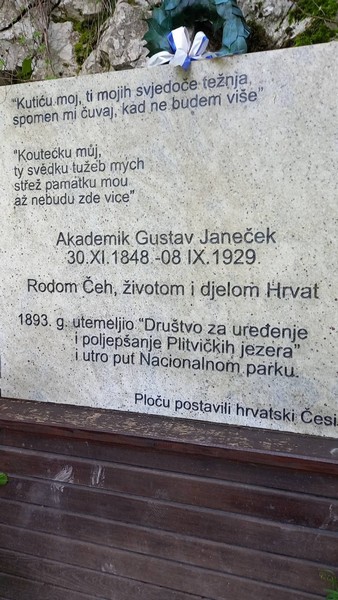 “Kutiću moj, ti mojih svjedoče težnja,
spomen mi čuvaj, kad ne budem više”
“Koutečku můj,
ty svědku tužeb mých
střež památku mou
až nebudu zde vice”
Akademik Gustav Janeček
30.XI.1848.-08 IX.1929.
Rodom Čeh, životom i djelom Hrvat
1893. g. utemeljio “Društvo za uređenje
i poljepšanje Plitvičkih jezera”
i utro put Nacionalnom parku.
Ploču postavili hrvatski Česi.